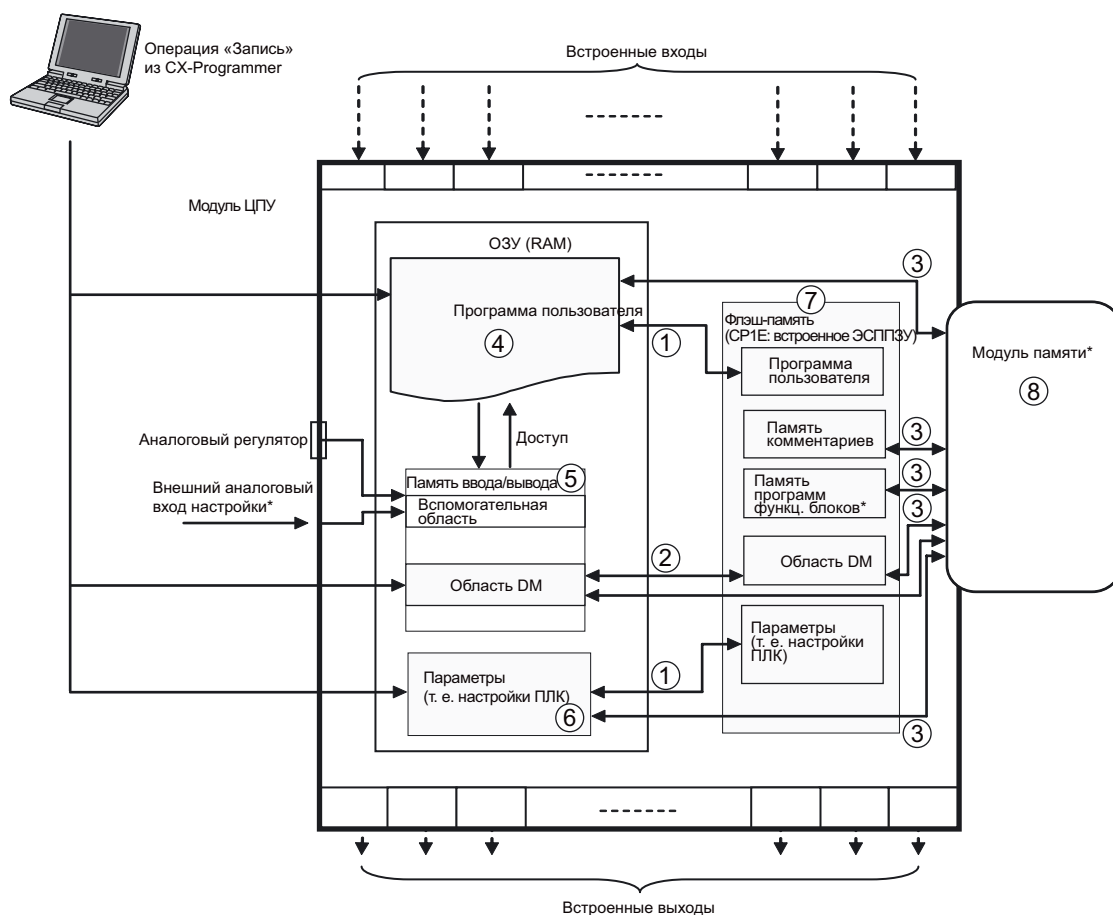 Операция «Запись»
из CX-Programmer
Встроенные входы
Модуль ЦПУ
ОЗУ (RAM)
3
7
Программа пользователя
4
1
Флэш-память
(CP1E: встроенное ЭСППЗУ)
Программа
пользователя
Модуль памяти*
8
Аналоговый регулятор
Доступ
Память
комментариев
3
Внешний аналоговый
вход настройки*
Память ввода/вывода
5
Вспомогательная
область
Память
программ
функц. блоков*
3
3
2
Область DM
Область DM
Параметры
(т. е. настройки
ПЛК)
1
Параметры
(т. е. настройки ПЛК)
6
3
Встроенные выходы